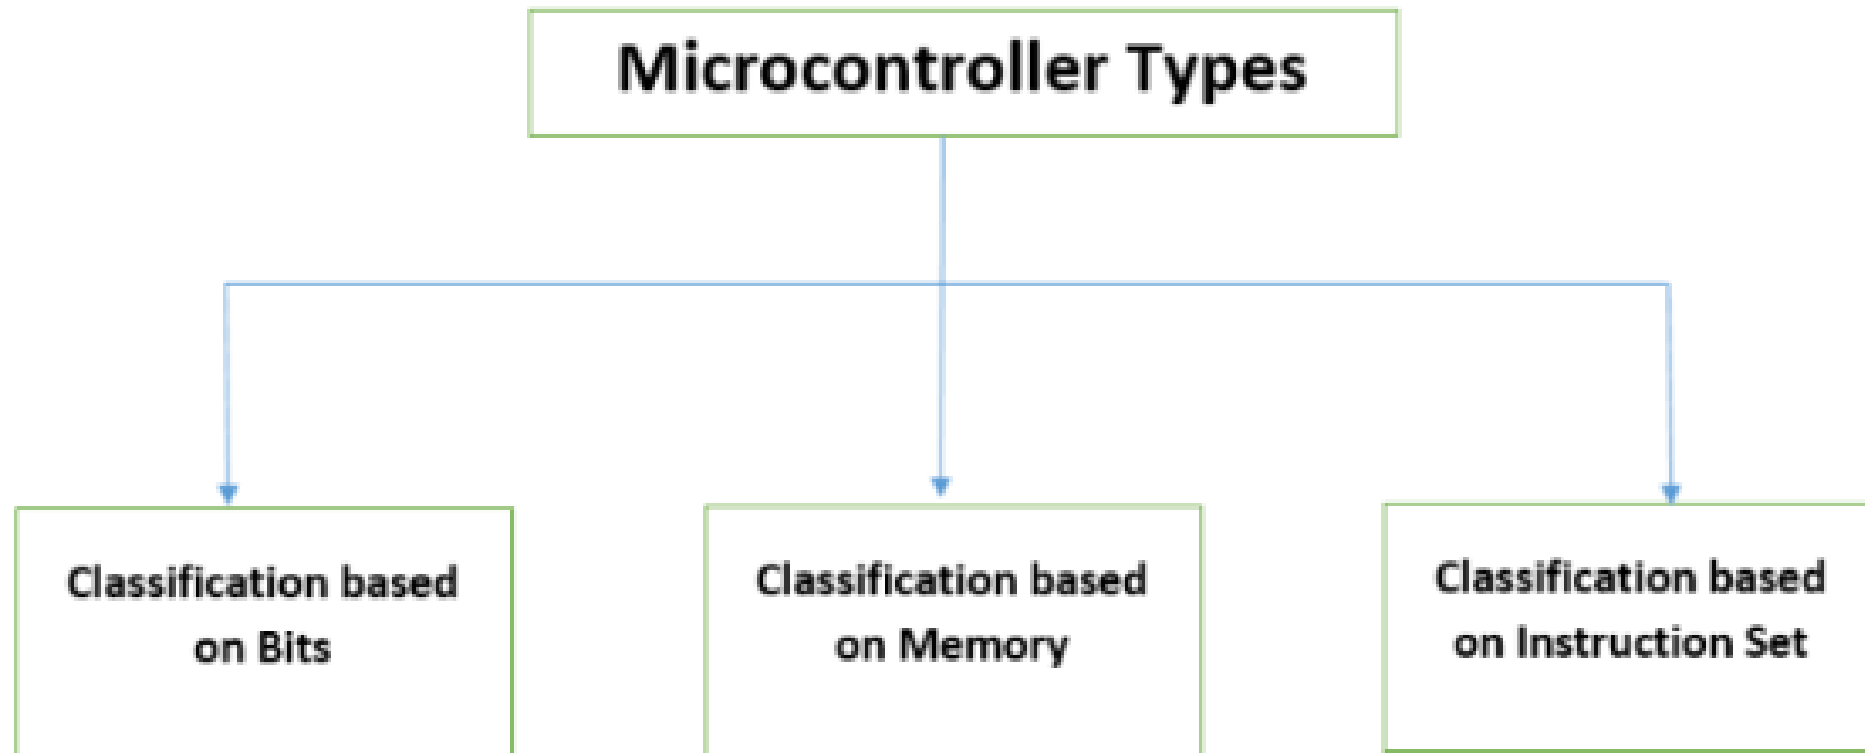 Microcontroller Types
Classification based
on Bits
Classification based
on Memory
Classification based
on Instruction Set